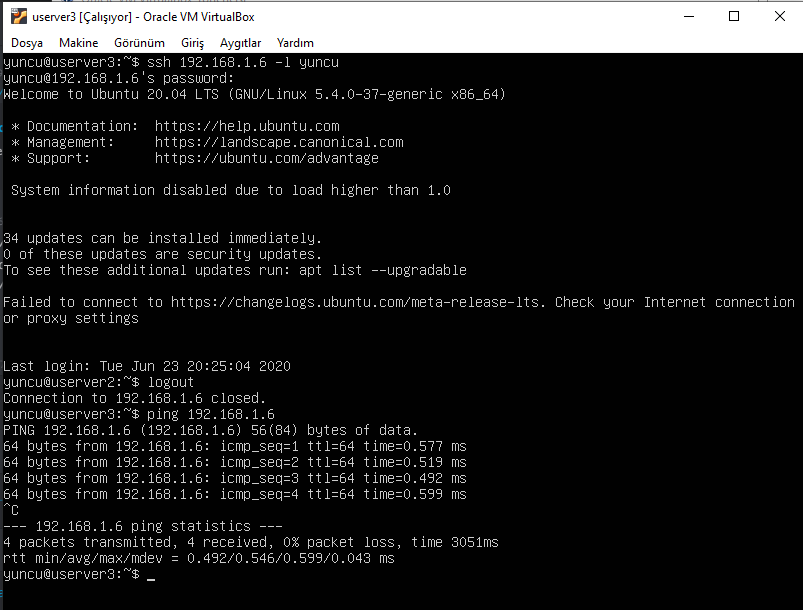 userver3 [Çalışıyor] - Oracle VM VirtualBox
Dosya Makine Görünüm Giriş Aygıtlar Yardım
yuncu@userver3:~$ ssh 192.168.1.6 -l yuncu
yuncu@192.168.1.6's password:
Welcome to Ubuntu 20.04 LTS (GNU/Linux 5.4.0-37-generic x86_64)
* Documentation: https://help.ubuntu.com
* Management: https://landscape.canonical.com
* Support: https://ubuntu.com/advantage
System information disabled due to load higher than 1.0
34 updates can be installed immediately.
0 of these updates are security updates.
To see these additional updates run: apt list --upgradable
Failed to connect to https://changelogs.ubuntu.com/meta-release-lts. Check your Internet connection
or proxy settings
Last login: Tue Jun 23 20:25:04 2020
yuncu@userver2:~$ logout
Connection to 192.168.1.6 closed.
yuncu@userver3:~$ ping 192.168.1.6
PING 192.168.1.6 (192.168.1.6) 56(84) bytes of data.
64 bytes from 192.168.1.6: icmp_seq=1 ttl=64 time=0.577 ms
64 bytes from 192.168.1.6: icmp_seq=2 ttl=64 time=0.519 ms
64 bytes from 192.168.1.6: icmp_seq=3 ttl=64 time=0.492 ms
64 bytes from 192.168.1.6: icmp_seq=4 ttl=64 time=0.599 ms
^C
--- 192.168.1.6 ping statistics ---
4 packets transmitted, 4 received, 0% packet loss, time 3051ms
rtt min/avg/max/mdev = 0.492/0.546/0.599/0.043 ms
yuncu@userver3:~$ _